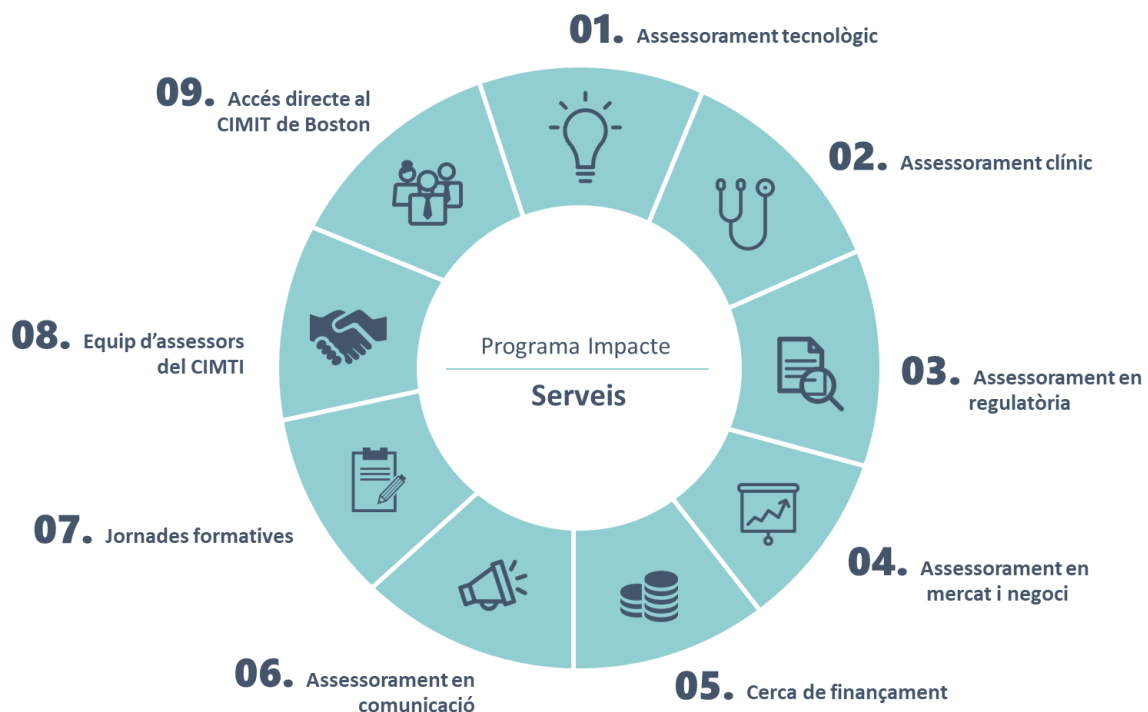 01. Assessorament tecnològic
02. Assessorament clínic
03. Assessorament en
regulatòria
04. Assessorament en
mercat i negoci
05. Cerca de finançament
06. Assessorament en
comunicació
07. Jornades formatives
08. Equip d’assessors
del CIMTI
09. Accés directe al
CIMIT de Boston
Programa Impacte
Serveis